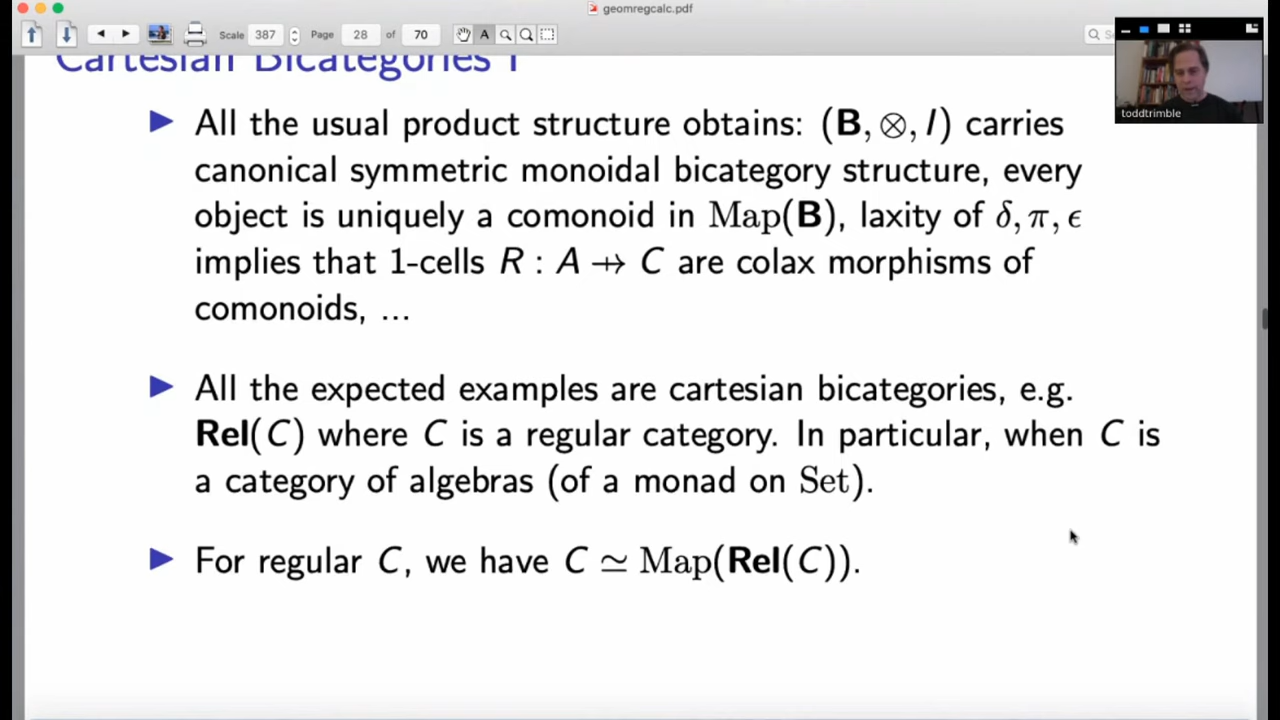 geomregcalc.pdf
Scale 387 Page 28 of 70
toddtrimble
Cartesian Bicategories I
▶ All the usual product structure obtains: (B, ⊗, I) carries
canonical symmetric monoidal bicategory structure, every
object is uniquely a comonoid in Map(B), laxity of δ, π, ϵ
implies that 1-cells R : A ⇸ C are colax morphisms of
comonoids, ...
▶ All the expected examples are cartesian bicategories, e.g.
Rel(C) where C is a regular category. In particular, when C is
a category of algebras (of a monad on Set).
▶ For regular C, we have C ≃ Map(Rel(C)).